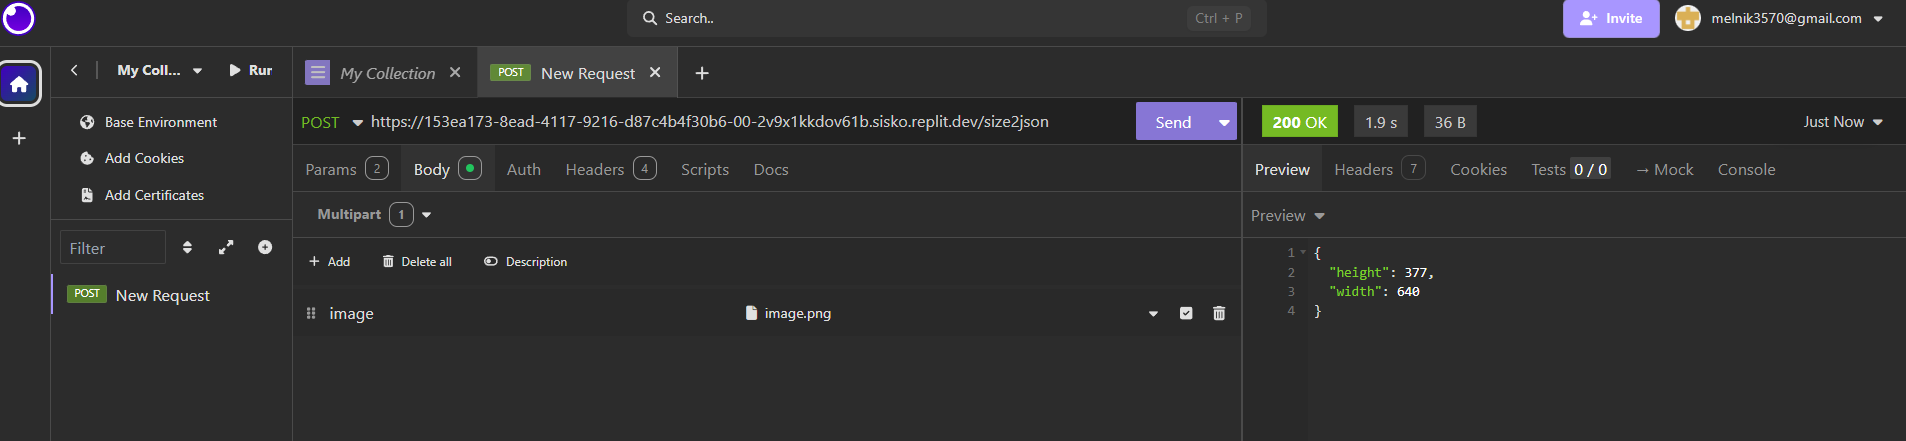 Search..
Ctrl + P
Invite
melnik3570@gmail.com
My Coll...
Run
My Collection
POST New Request
Base Environment
Add Cookies
Add Certificates
Filter
POST New Request
POST https://153ea173-8ead-4117-9216-d87c4b4f30b6-00-2v9x1kkdov61b.sisko.replit.dev/size2json
Send
Params 2 Body Auth Headers 4 Scripts Docs
Multipart 1
Add Delete all Description
image image.png
200 OK 1.9 s 36 B Just Now
Preview Headers 7 Cookies Tests 0 / 0 → Mock Console
Preview
1 {
2 "height": 377,
3 "width": 640
4 }